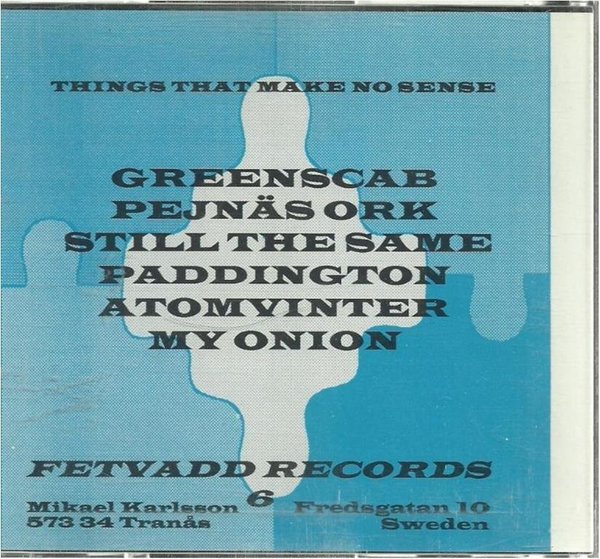 THINGS THAT MAKE NO SENSE
GREENSCAB
PEJNÄS ORK
STILL THE SAME
PADDINGTON
ATOMVINTER
MY ONION
FETVADD RECORDS
6
Mikael Karlsson Fredsgatan 10
573 34 Tranås Sweden